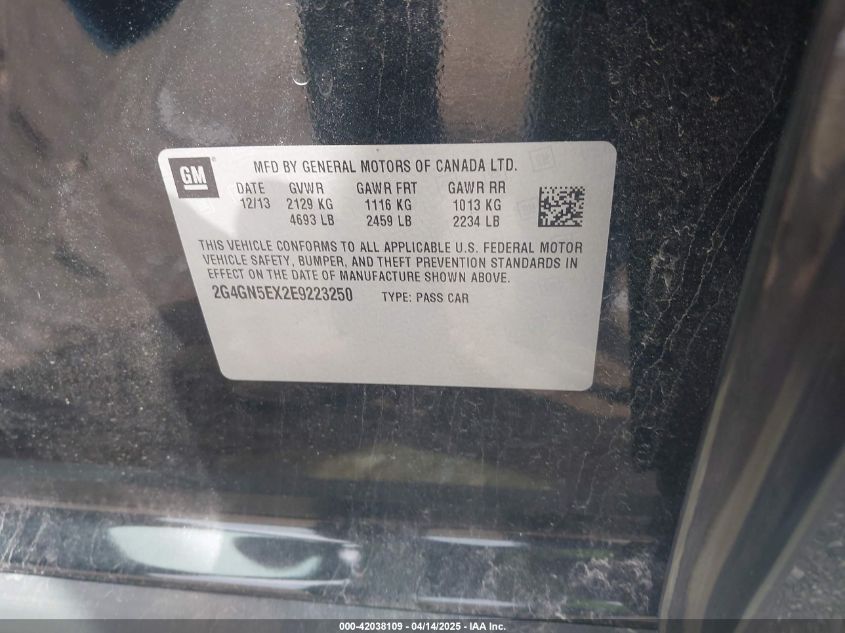 GM
MFD BY GENERAL MOTORS OF CANADA LTD.
DATE GVWR GAWR FRT GAWR RR
12/13 2129 KG 1116 KG 1013 KG
4693 LB 2459 LB 2234 LB
THIS VEHICLE CONFORMS TO ALL APPLICABLE U.S. FEDERAL MOTOR
VEHICLE SAFETY, BUMPER, AND THEFT PREVENTION STANDARDS IN
EFFECT ON THE DATE OF MANUFACTURE SHOWN ABOVE.
2G4GN5EX2E9223250 TYPE: PASS CAR
000-42038109 - 04/14/2025 - IAA Inc.